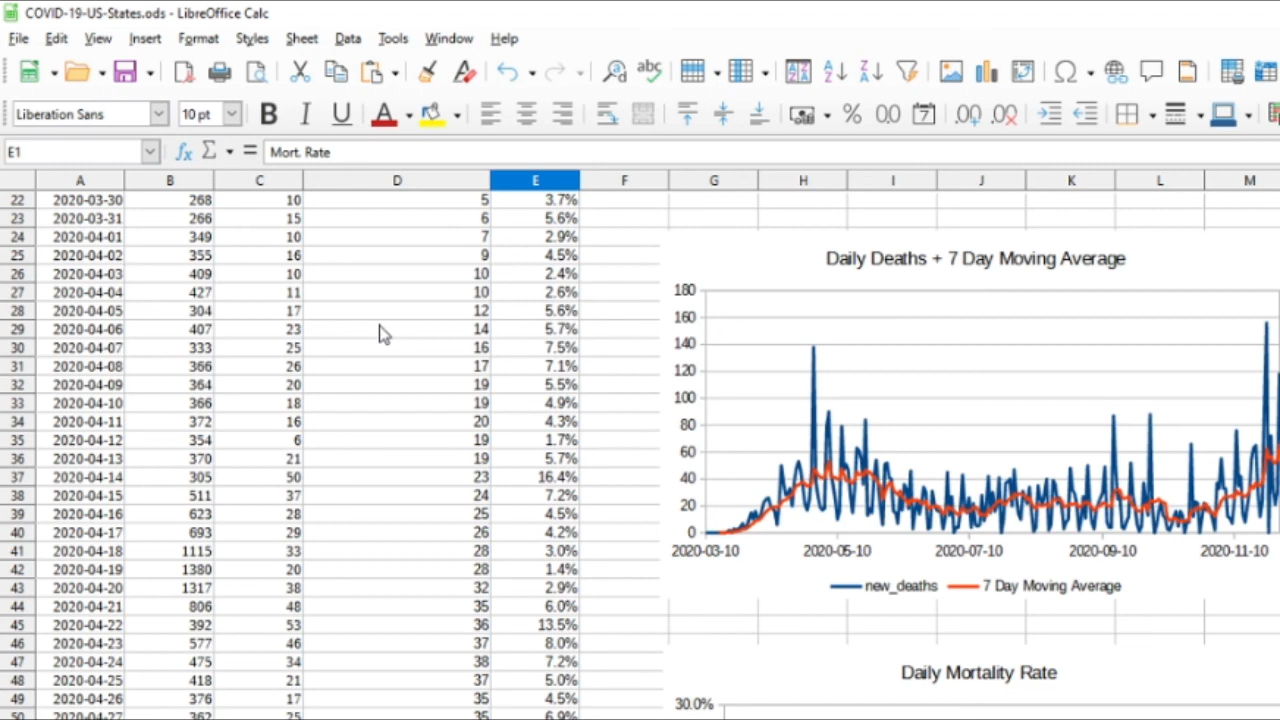 COVID-19-US-States.ods - LibreOffice Calc
File Edit View Insert Format Styles Sheet Data Tools Window Help
Liberation Sans 10 pt
E1 Mort. Rate
A B C D E F G H I J K L M
22 2020-03-30 268 10 5 3.7%
23 2020-03-31 266 15 6 5.6%
24 2020-04-01 349 10 7 2.9%
25 2020-04-02 355 16 9 4.5%
26 2020-04-03 409 10 10 2.4%
27 2020-04-04 427 11 10 2.6%
28 2020-04-05 304 17 12 5.6%
29 2020-04-06 407 23 14 5.7%
30 2020-04-07 333 25 16 7.5%
31 2020-04-08 366 26 17 7.1%
32 2020-04-09 364 20 19 5.5%
33 2020-04-10 366 18 19 4.9%
34 2020-04-11 372 16 20 4.3%
35 2020-04-12 354 6 19 1.7%
36 2020-04-13 370 21 19 5.7%
37 2020-04-14 305 50 23 16.4%
38 2020-04-15 511 37 24 7.2%
39 2020-04-16 623 28 25 4.5%
40 2020-04-17 693 29 26 4.2%
41 2020-04-18 1115 33 28 3.0%
42 2020-04-19 1380 20 28 1.4%
43 2020-04-20 1317 38 32 2.9%
44 2020-04-21 806 48 35 6.0%
45 2020-04-22 392 53 36 13.5%
46 2020-04-23 577 46 37 8.0%
47 2020-04-24 475 34 38 7.2%
48 2020-04-25 418 21 37 5.0%
49 2020-04-26 376 17 35 4.5%
50 2020-04-27 362 25 35 6.9%
Daily Deaths + 7 Day Moving Average
180
160
140
120
100
80
60
40
20
0
2020-03-10 2020-05-10 2020-07-10 2020-09-10 2020-11-10
new_deaths 7 Day Moving Average
Daily Mortality Rate
30.0%